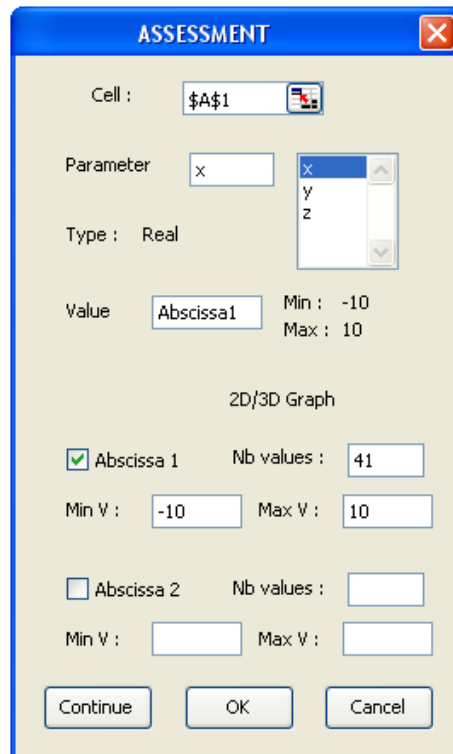 ASSESSMENT
Cell : $A$1
Parameter x
x
y
z
Type : Real
Value Abscissa1
Min : -10
Max : 10
2D/3D Graph
Abscissa 1 Nb values : 41
Min V : -10 Max V : 10
Abscissa 2 Nb values :
Min V : Max V :
Continue OK Cancel